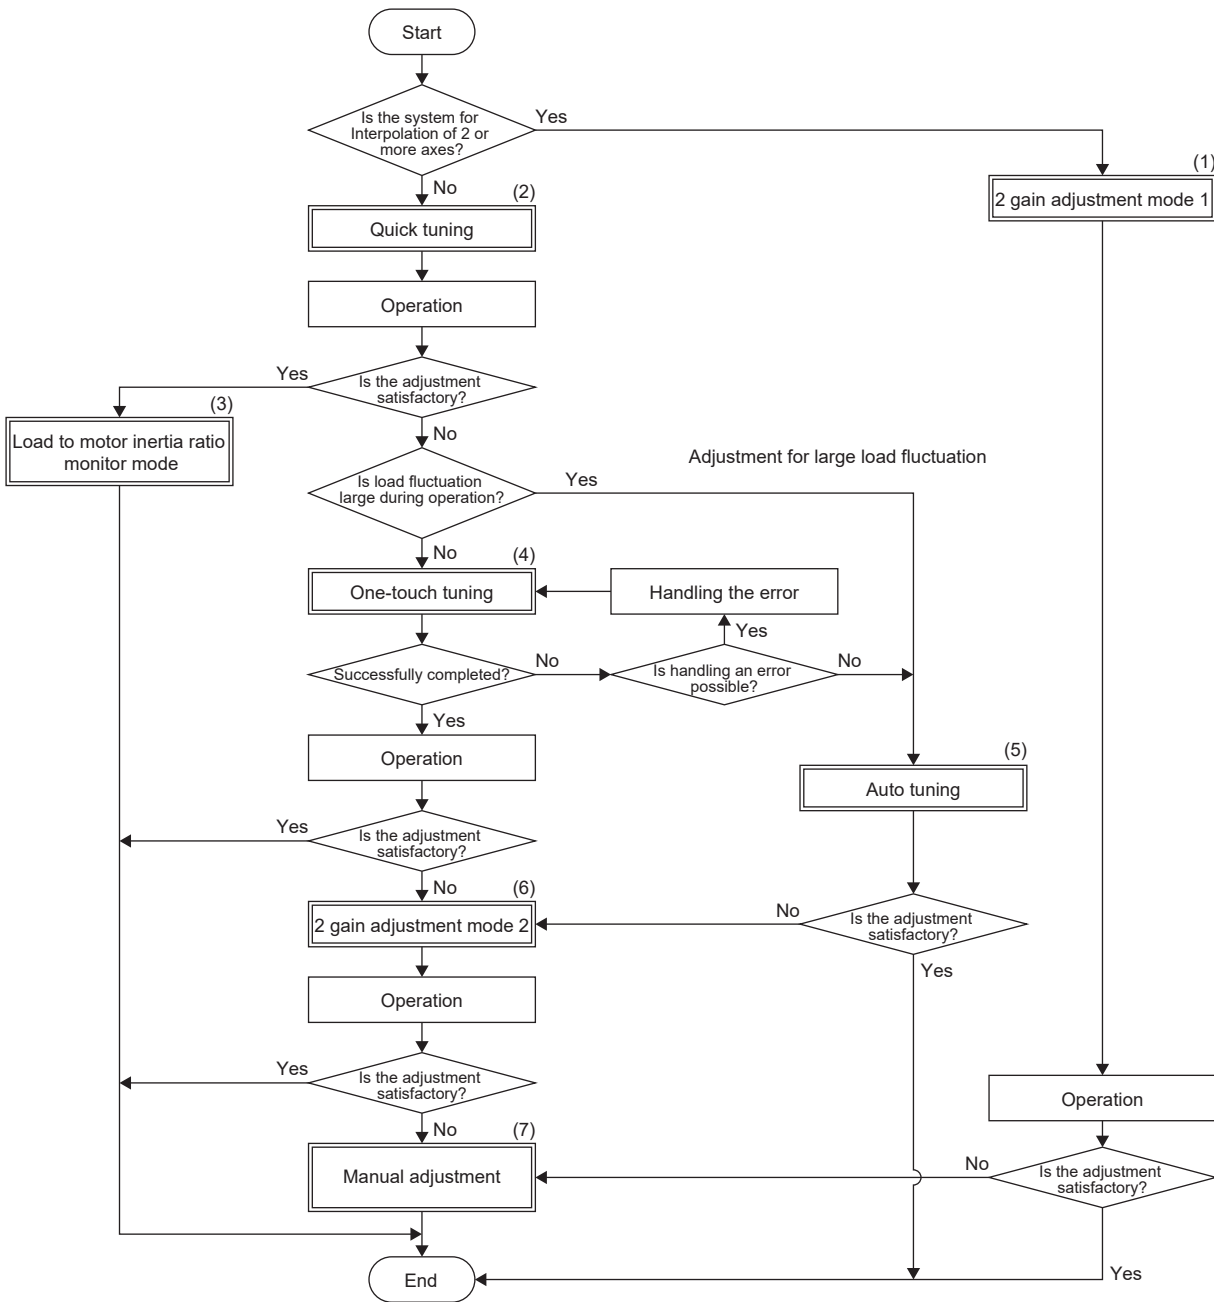 Start
Is the system for
Interpolation of 2 or
more axes?
Yes
(1)
2 gain adjustment mode 1
No
(2)
Quick tuning
Operation
Yes
Is the adjustment
satisfactory?
(3)
Load to motor inertia ratio
monitor mode
No
Adjustment for large load fluctuation
Is load fluctuation
large during operation?
Yes
No
(4)
One-touch tuning
Handling the error
Yes
Successfully completed?
No
Is handling an error
possible?
No
Yes
Operation
(5)
Auto tuning
Yes
Is the adjustment
satisfactory?
No
(6)
2 gain adjustment mode 2
No
Is the adjustment
satisfactory?
Yes
Operation
Yes
Is the adjustment
satisfactory?
Operation
No
(7)
Manual adjustment
No
Is the adjustment
satisfactory?
Yes
End